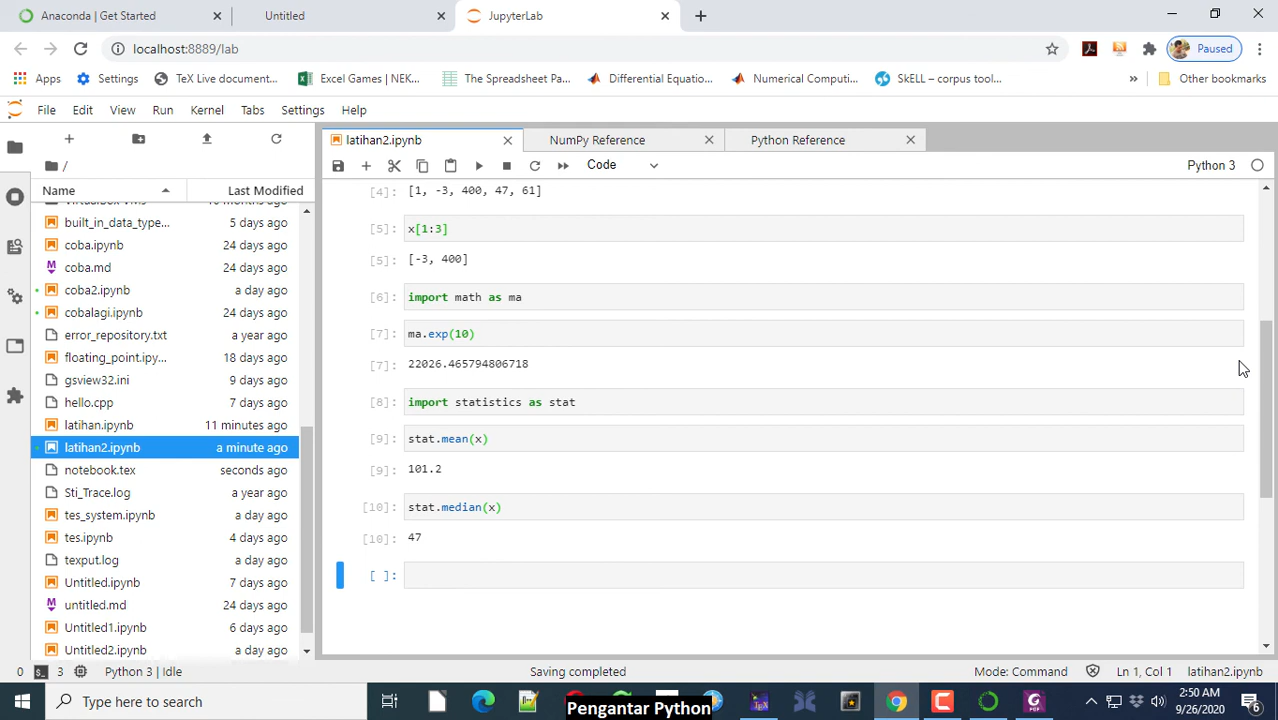 Anaconda | Get Started
Untitled
JupyterLab
localhost:8889/lab
Paused
Apps
Settings
TeX Live document...
Excel Games | NEK...
The Spreadsheet Pa...
Differential Equatio...
Numerical Computi...
SkELL – corpus tool...
»
Other bookmarks
File Edit View Run Kernel Tabs Settings Help
latihan2.ipynb
NumPy Reference
Python Reference
Code
Python 3
/
Name
Last Modified
built_in_data_type... 5 days ago
coba.ipynb 24 days ago
coba.md 24 days ago
coba2.ipynb a day ago
cobalagi.ipynb 24 days ago
error_repository.txt a year ago
floating_point.ipy... 18 days ago
gsview32.ini 9 days ago
hello.cpp 7 days ago
latihan.ipynb 11 minutes ago
latihan2.ipynb a minute ago
notebook.tex seconds ago
Sti_Trace.log a year ago
tes_system.ipynb a day ago
tes.ipynb 4 days ago
texput.log a day ago
Untitled.ipynb 7 days ago
untitled.md 24 days ago
Untitled1.ipynb 6 days ago
Untitled2.ipynb a day ago
[4]: [1, -3, 400, 47, 61]
[5]: x[1:3]
[5]: [-3, 400]
[6]: import math as ma
[7]: ma.exp(10)
[7]: 22026.465794806718
[8]: import statistics as stat
[9]: stat.mean(x)
[9]: 101.2
[10]: stat.median(x)
[10]: 47
[ ]:
0 3 Python 3 | Idle
Saving completed
Mode: Command
Ln 1, Col 1
latihan2.ipynb
Type here to search
Pengantar Python
2:50 AM
9/26/2020
6